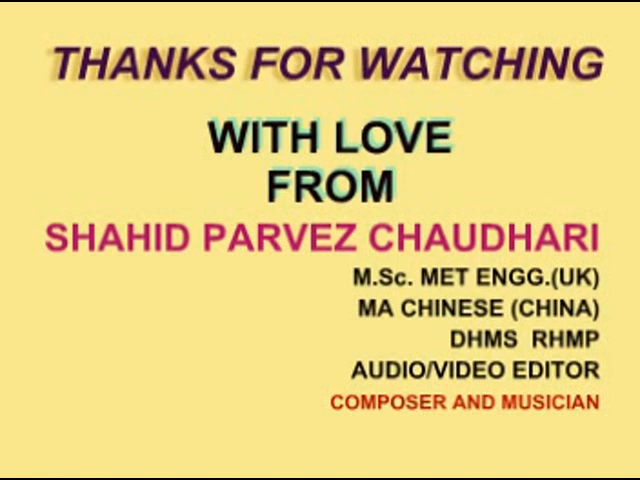 THANKS FOR WATCHING
WITH LOVE
FROM
SHAHID PARVEZ CHAUDHARI
M.Sc. MET ENGG.(UK)
MA CHINESE (CHINA)
DHMS RHMP
AUDIO/VIDEO EDITOR
COMPOSER AND MUSICIAN